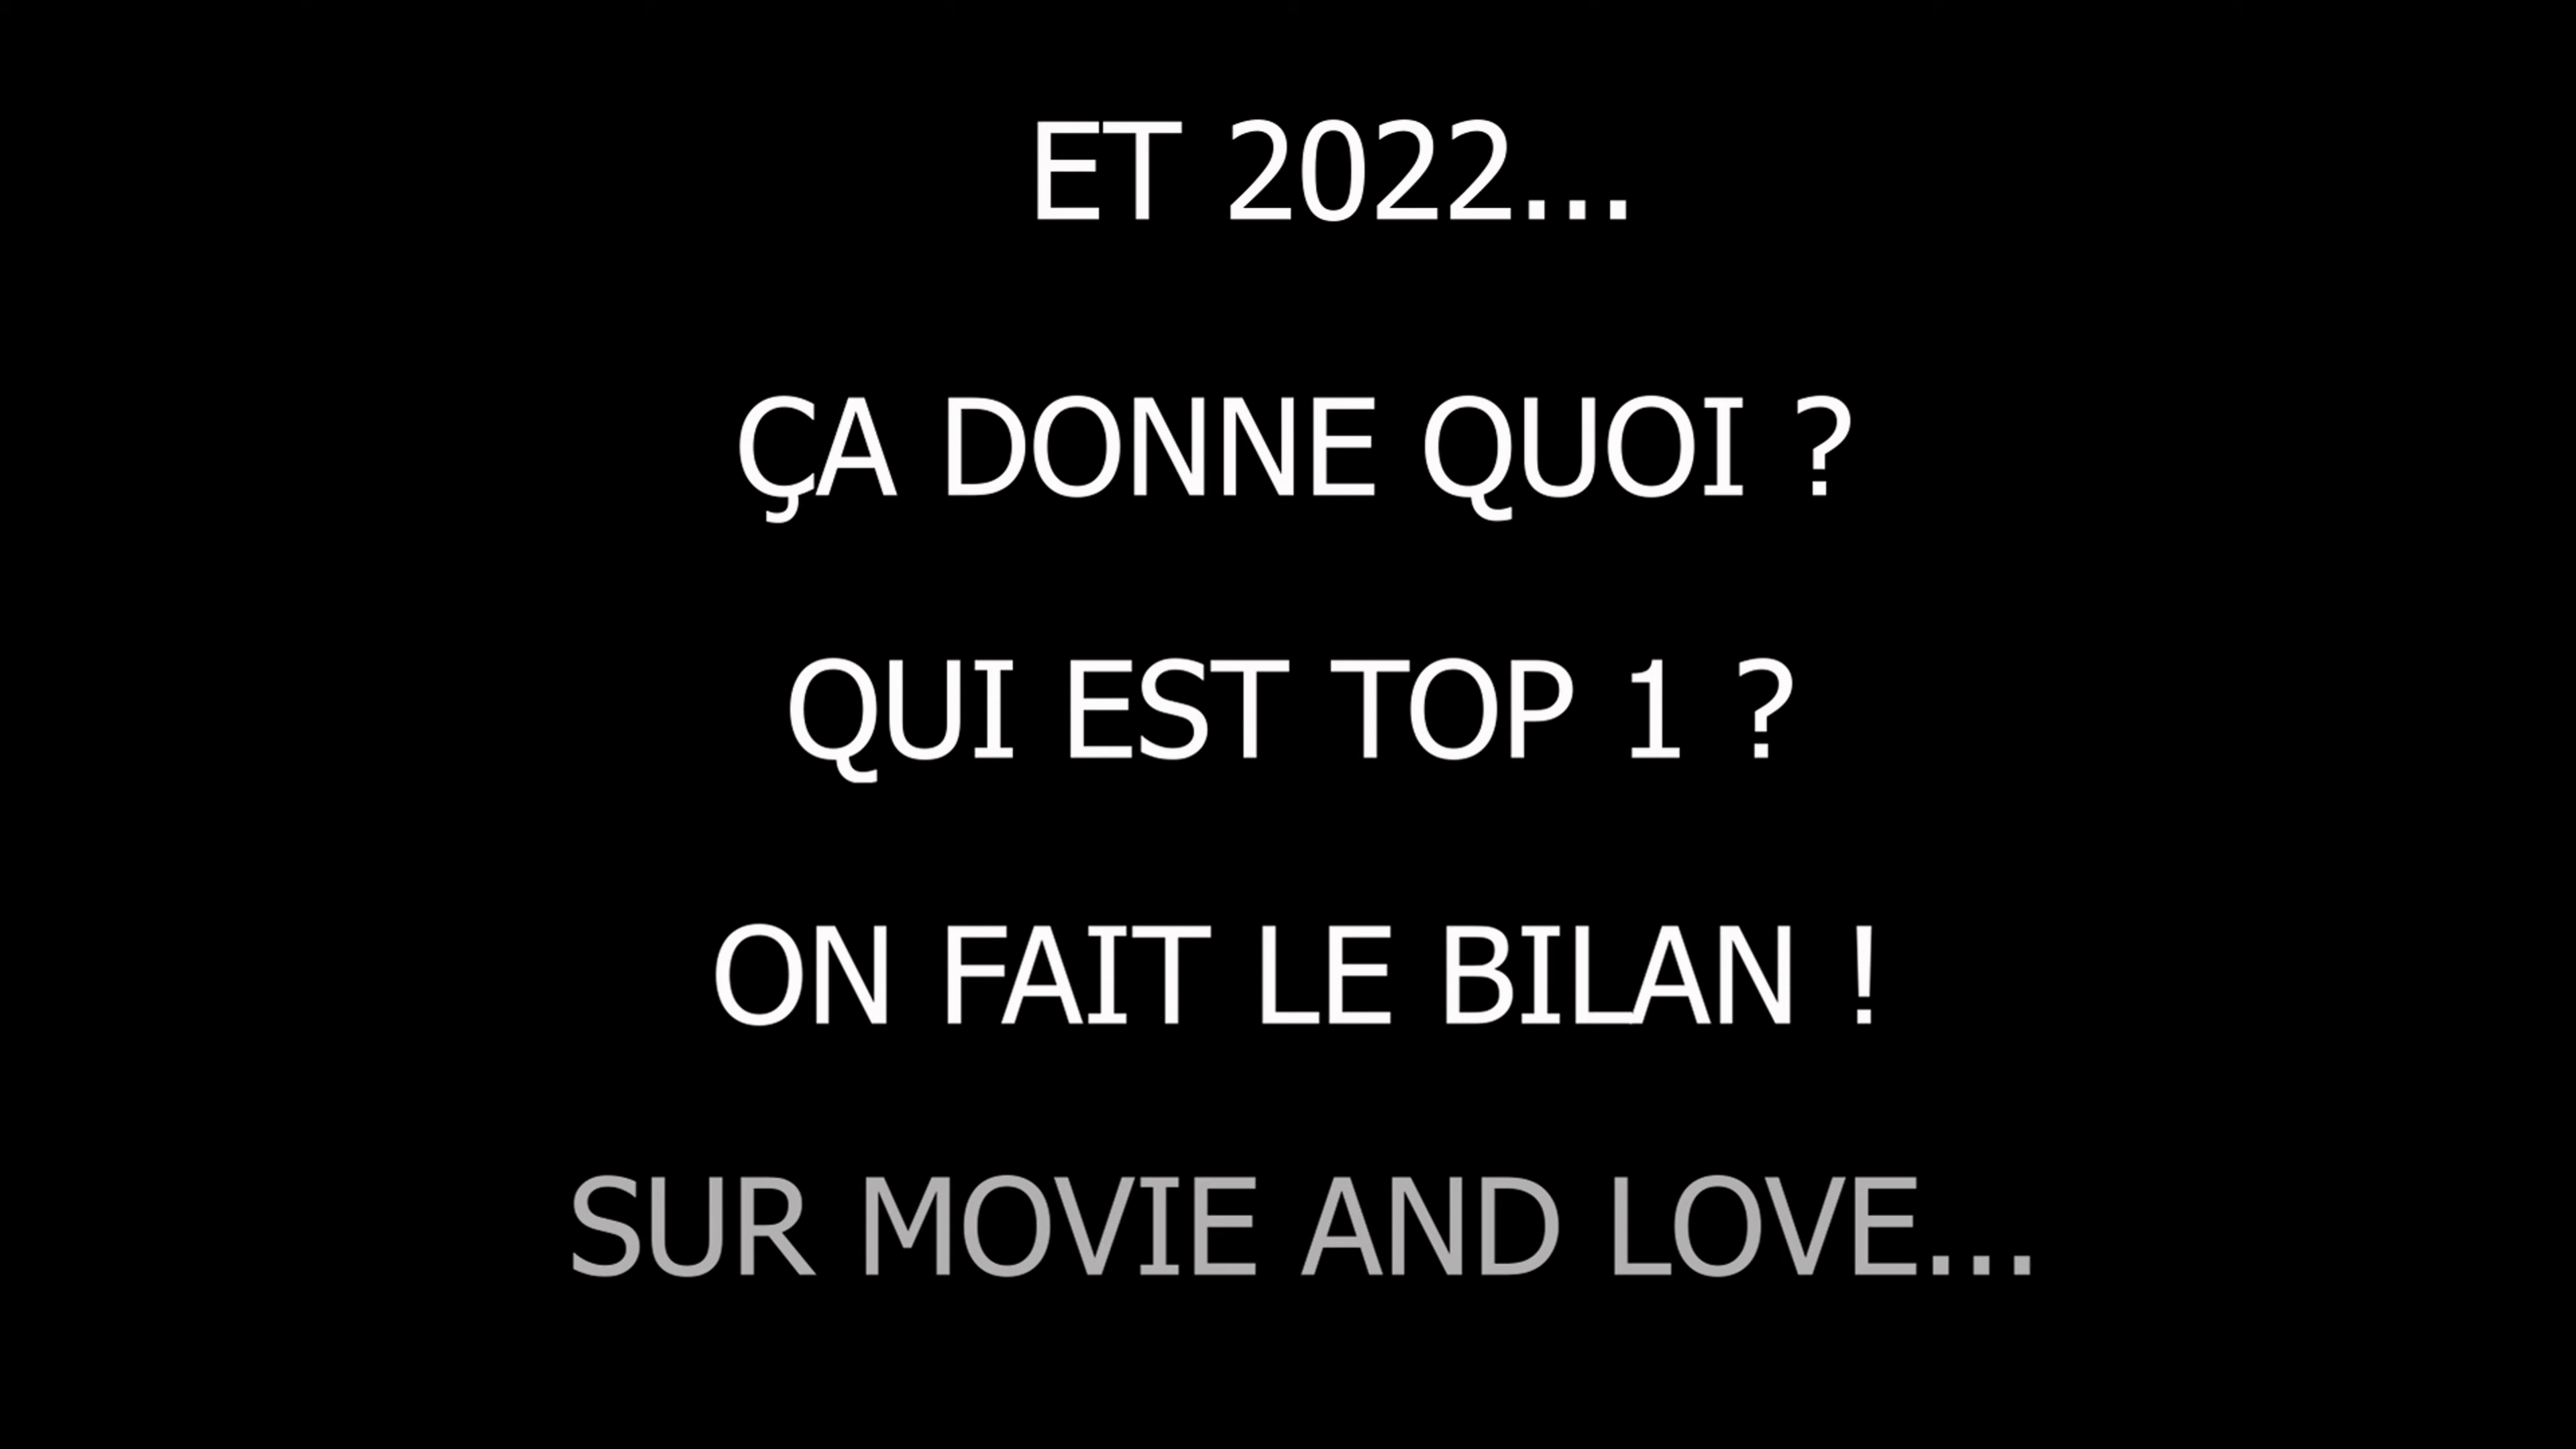 ET 2022...
ÇA DONNE QUOI ?
QUI EST TOP 1 ?
ON FAIT LE BILAN !
SUR MOVIE AND LOVE...